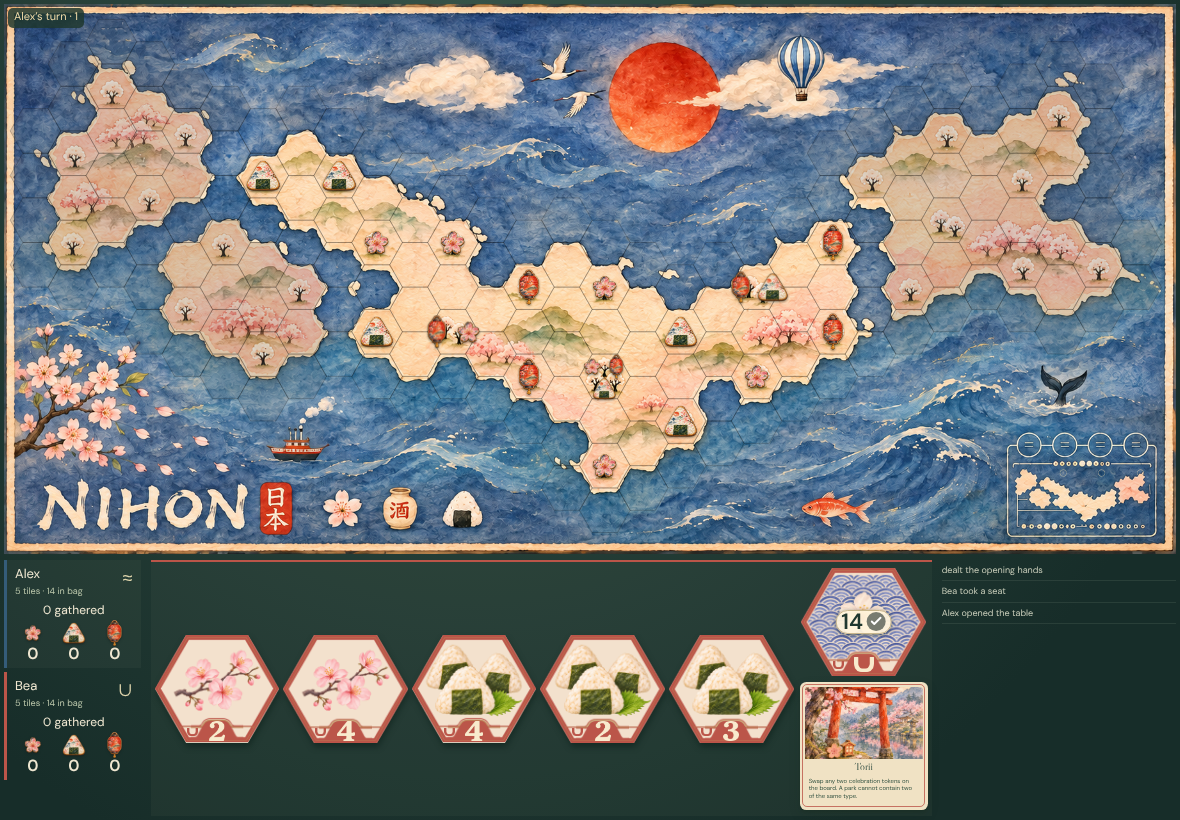 Alex's turn · 1
NIHON
日本
酒
Alex
5 tiles · 14 in bag
0 gathered
0 0 0
Bea
5 tiles · 14 in bag
0 gathered
0 0 0
2
4
4
2
3
14
Torii
Swap any two celebration tokens on
the board. A park cannot contain two
of the same type.
dealt the opening hands
Bea took a seat
Alex opened the table